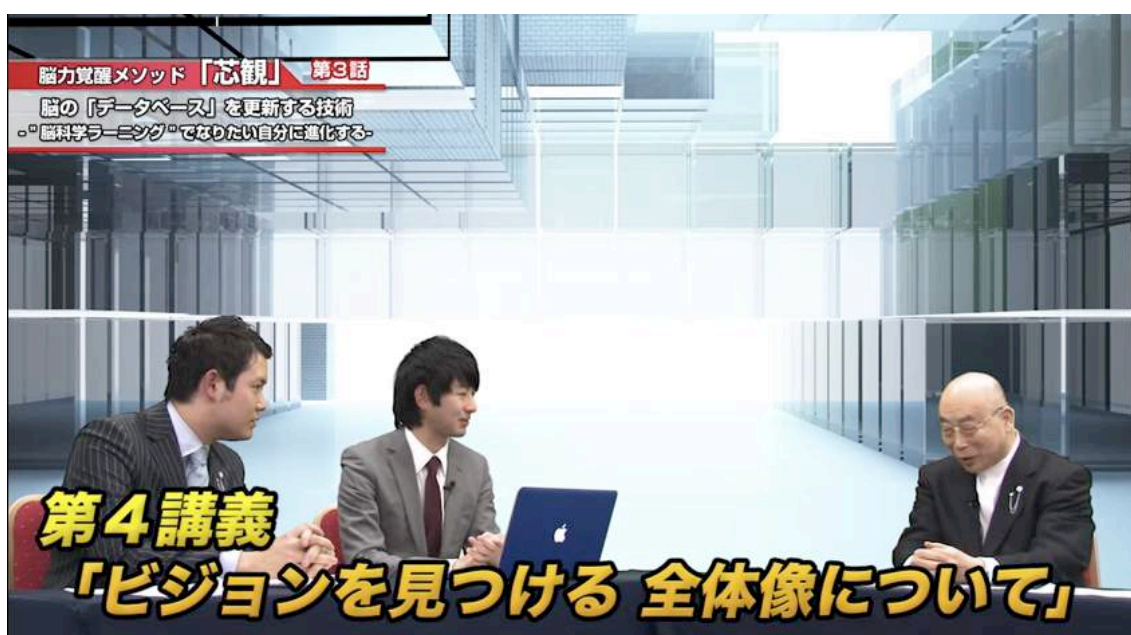 脳力覚醒メソッド「芯観」 第3話
脳の「データベース」を更新する技術
-"脳科学ラーニング"でなりたい自分に進化する-
第4講義
「ビジョンを見つける 全体像について」